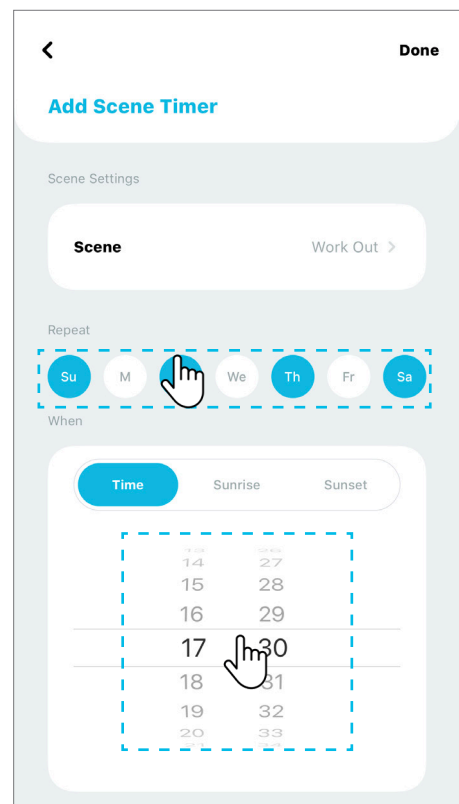 Done
Add Scene Timer
Scene Settings
Scene Work Out
Repeat
Su M We Th Fr Sa
When
Time Sunrise Sunset
14 27
15 28
16 29
17 30
18 31
19 32
20 33